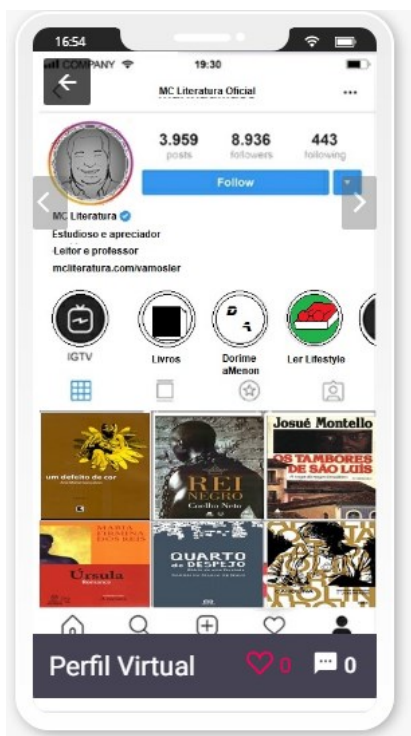 16:54
COMPANY 19:30
MC Literatura Oficial
3.959 8.936 443
posts followers following
Follow
MC Literatura
Estudioso e apreciador
-Leitor e professor
mcliteratura.com/vamosler
IGTV Livros Dorime Ler Lifestyle
aMenon
D
A
um defeito de cor
REI
NEGRO
Coelho Neto
Josué Montello
OS TAMBORES
DE SÃO LUÍS
MARIA
FIRMINA
DOS REIS
Úrsula
Romance
QUARTO
de DESPEJO
Perfil Virtual 0 0